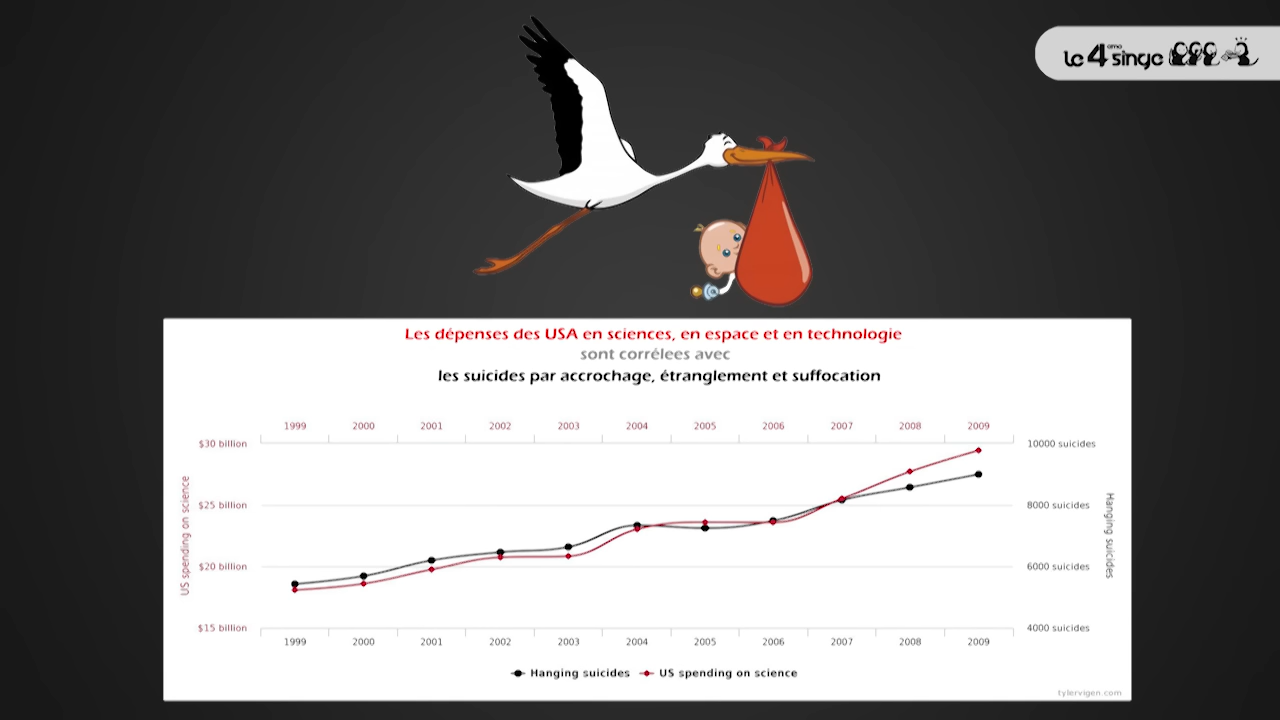 le 4ème singe
Les dépenses des USA en sciences, en espace et en technologie
sont corrélees avec
les suicides par accrochage, étranglement et suffocation
1999 2000 2001 2002 2003 2004 2005 2006 2007 2008 2009
$30 billion
$25 billion
$20 billion
$15 billion
US spending on science
10000 suicides
8000 suicides
6000 suicides
4000 suicides
Hanging suicides
1999 2000 2001 2002 2003 2004 2005 2006 2007 2008 2009
Hanging suicides US spending on science
tylervigen.com